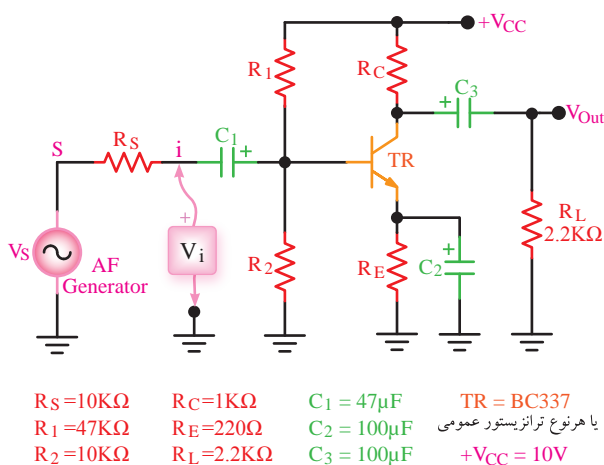 +VCC
R1
RC
C3
VOut
S
RS
i
C1
TR
RL
2.2KΩ
VS
+
Vi
R2
RE
C2
AF
Generator
RS=10KΩ RC=1KΩ C1 = 47µF TR = BC337
یا هرنوع ترانزیستور عمومی
R1=47KΩ RE=220Ω C2 = 100µF
R2=10KΩ RL=2.2KΩ C3 = 100µF +VCC = 10V